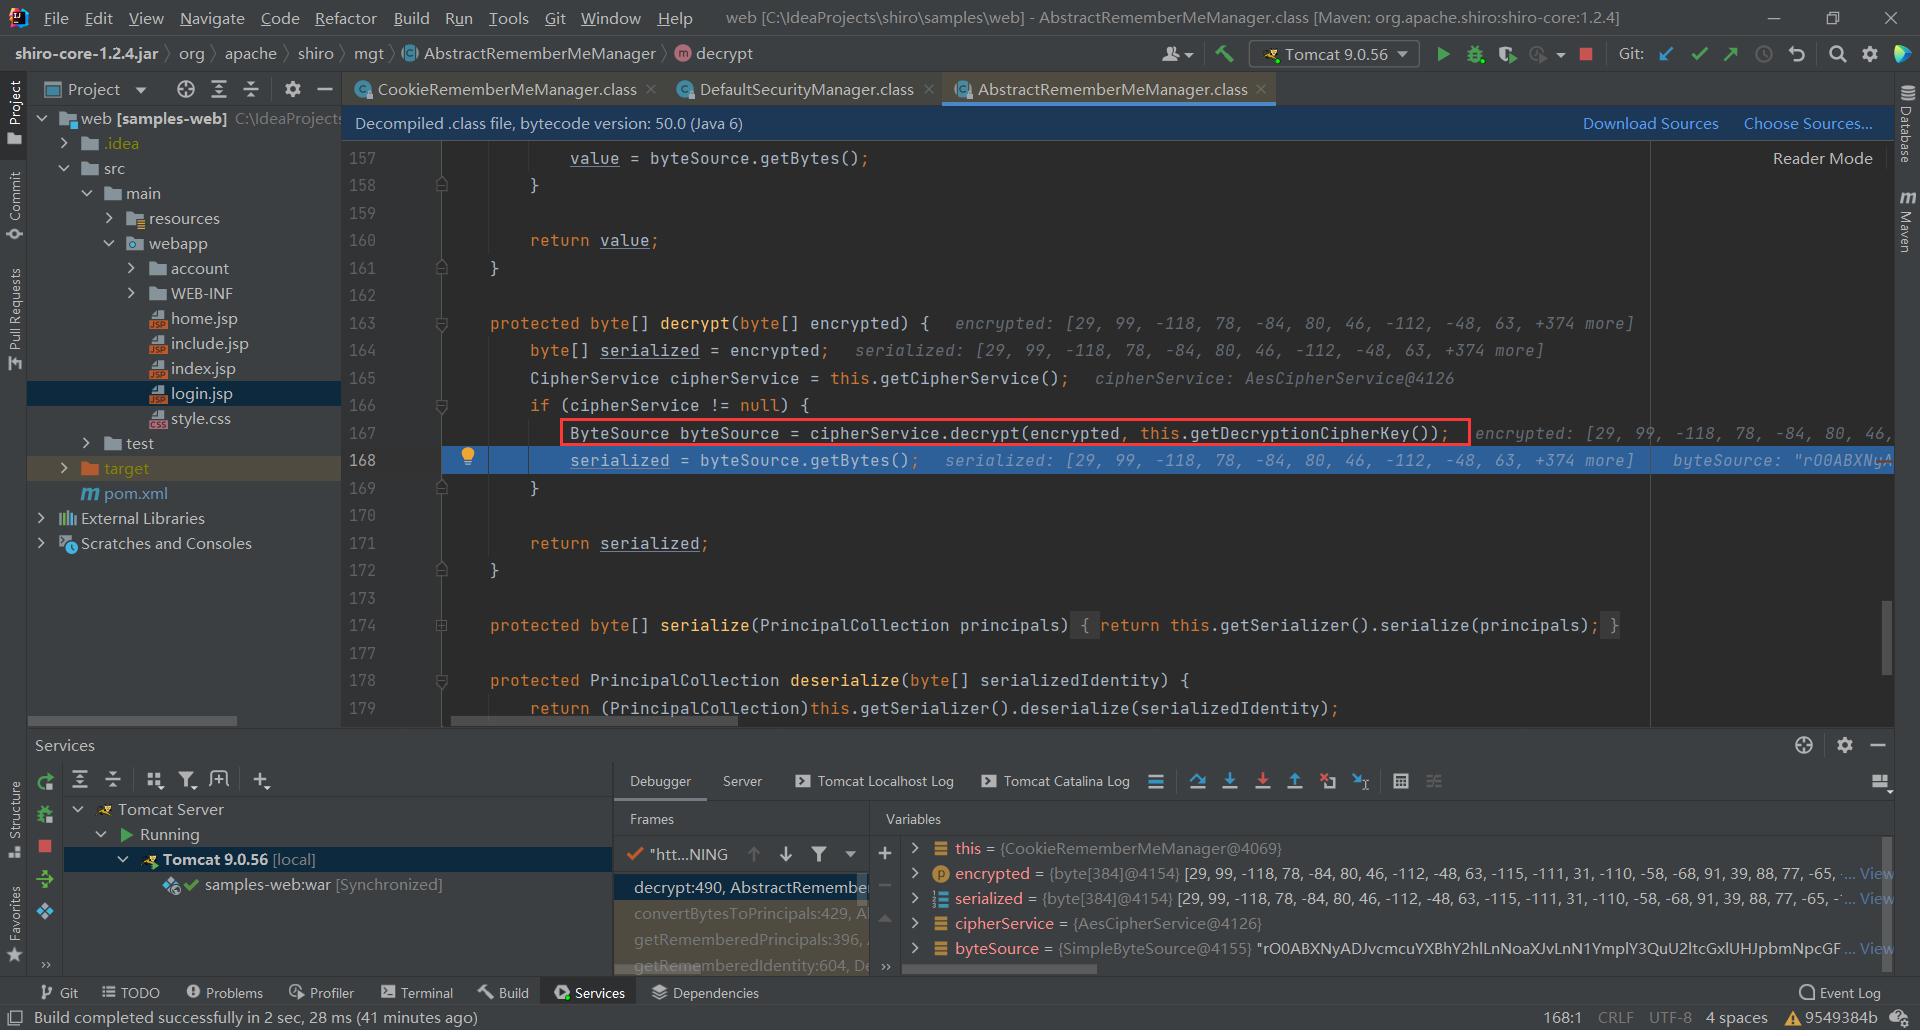 File Edit View Navigate Code Refactor Build Run Tools Git Window Help web [C:\IdeaProjects\shiro\samples\web] - AbstractRememberMeManager.class [Maven: org.apache.shiro:shiro-core:1.2.4]
shiro-core-1.2.4.jar org apache shiro mgt AbstractRememberMeManager decrypt Tomcat 9.0.56 Git:
Project CookieRememberMeManager.class DefaultSecurityManager.class AbstractRememberMeManager.class
web [samples-web] C:\IdeaProjects
Decompiled .class file, bytecode version: 50.0 (Java 6) Download Sources Choose Sources...
.idea
src
main
resources
webapp
account
WEB-INF
home.jsp
include.jsp
index.jsp
login.jsp
style.css
test
target
pom.xml
External Libraries
Scratches and Consoles
Project
Commit
Pull Requests
Structure
Favorites
Database
Maven
Reader Mode
157 value = byteSource.getBytes();
158 }
159
160 return value;
161 }
162
163 protected byte[] decrypt(byte[] encrypted) { encrypted: [29, 99, -118, 78, -84, 80, 46, -112, -48, 63, +374 more]
164 byte[] serialized = encrypted; serialized: [29, 99, -118, 78, -84, 80, 46, -112, -48, 63, +374 more]
165 CipherService cipherService = this.getCipherService(); cipherService: AesCipherService@4126
166 if (cipherService != null) {
167 ByteSource byteSource = cipherService.decrypt(encrypted, this.getDecryptionCipherKey()); encrypted: [29, 99, -118, 78, -84, 80, 46,
168 serialized = byteSource.getBytes(); serialized: [29, 99, -118, 78, -84, 80, 46, -112, -48, 63, +374 more] byteSource: "rO0ABXNyA
169 }
170
171 return serialized;
172 }
173
174 protected byte[] serialize(PrincipalCollection principals) { return this.getSerializer().serialize(principals); }
177
178 protected PrincipalCollection deserialize(byte[] serializedIdentity) {
179 return (PrincipalCollection)this.getSerializer().deserialize(serializedIdentity);
Services
Tomcat Server
Running
Tomcat 9.0.56 [local]
samples-web:war [Synchronized]
Debugger Server Tomcat Localhost Log Tomcat Catalina Log
Frames
"htt...NING
decrypt:490, AbstractRemember
convertBytesToPrincipals:429, A
getRememberedPrincipals:396, A
getRememberedIdentity:604, De
Variables
this = {CookieRememberMeManager@4069}
encrypted = {byte[384]@4154} [29, 99, -118, 78, -84, 80, 46, -112, -48, 63, -115, -111, 31, -110, -58, -68, 91, 39, 88, 77, -65, ... View
serialized = {byte[384]@4154} [29, 99, -118, 78, -84, 80, 46, -112, -48, 63, -115, -111, 31, -110, -58, -68, 91, 39, 88, 77, -65, -... View
cipherService = {AesCipherService@4126}
byteSource = {SimpleByteSource@4155} "rO0ABXNyADJvcmcuYXBhY2hlLnNoaXJvLnN1YmplY3QuU2ltcGxlUHJpbmNpcGF... View
Git TODO Problems Profiler Terminal Build Services Dependencies Event Log
Build completed successfully in 2 sec, 28 ms (41 minutes ago) 168:1 CRLF UTF-8 4 spaces 9549384b